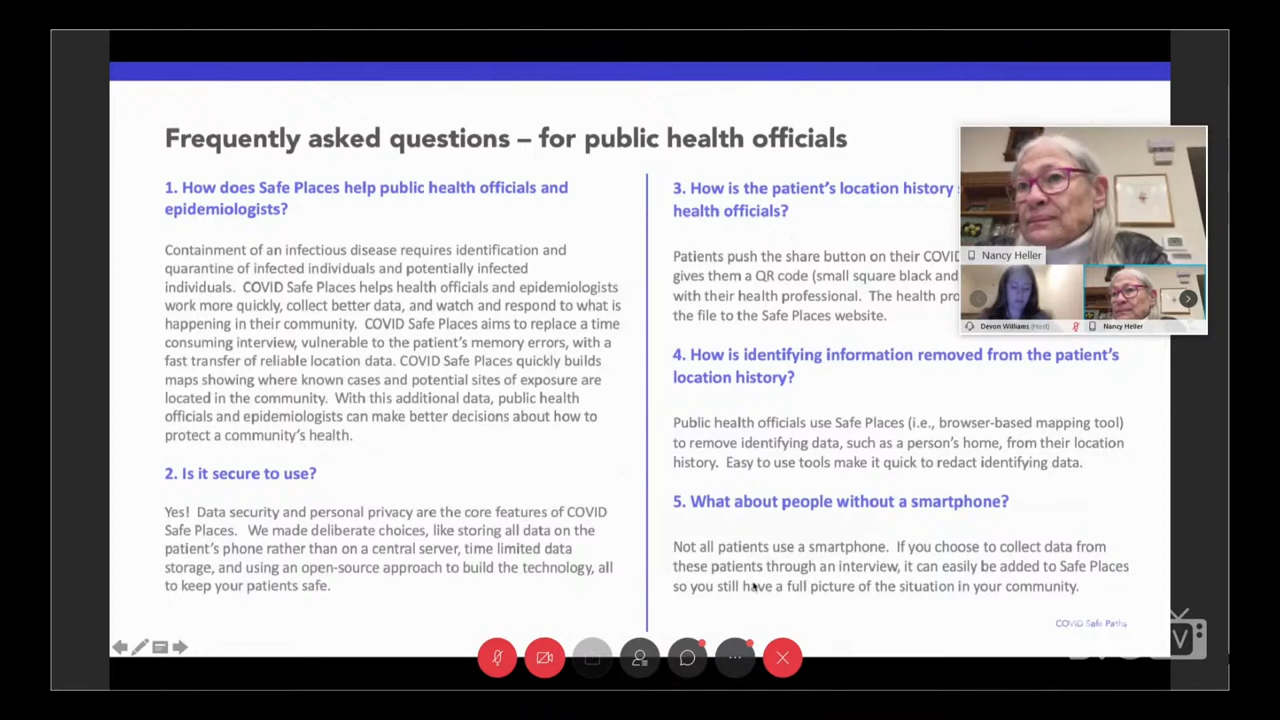 Frequently asked questions – for public health officials
1. How does Safe Places help public health officials and
epidemiologists?
Containment of an infectious disease requires identification and
quarantine of infected individuals and potentially infected
individuals.  COVID Safe Places helps health officials and epidemiologists
work more quickly, collect better data, and watch and respond to what is
happening in their community.  COVID Safe Places aims to replace a time
consuming interview, vulnerable to the patient's memory errors, with a
fast transfer of reliable location data. COVID Safe Places quickly builds
maps showing where known cases and potential sites of exposure are
located in the community.  With this additional data, public health
officials and epidemiologists can make better decisions about how to
protect a community's health.
2. Is it secure to use?
Yes!  Data security and personal privacy are the core features of COVID
Safe Places.   We made deliberate choices, like storing all data on the
patient's phone rather than on a central server, time limited data
storage, and using an open-source approach to build the technology, all
to keep your patients safe.
3. How is the patient's location history
health officials?
Patients push the share button on their COVID
gives them a QR code (small square black and
with their health professional.  The health
the file to the Safe Places website.
4. How is identifying information removed from the patient's
location history?
Public health officials use Safe Places (i.e., browser-based mapping tool)
to remove identifying data, such as a person's home, from their location
history.  Easy to use tools make it quick to redact identifying data.
5. What about people without a smartphone?
Not all patients use a smartphone.  If you choose to collect data from
these patients through an interview, it can easily be added to Safe Places
so you still have a full picture of the situation in your community.
COVID Safe Paths
Nancy Heller
Devon Williams (Host)
Nancy Heller